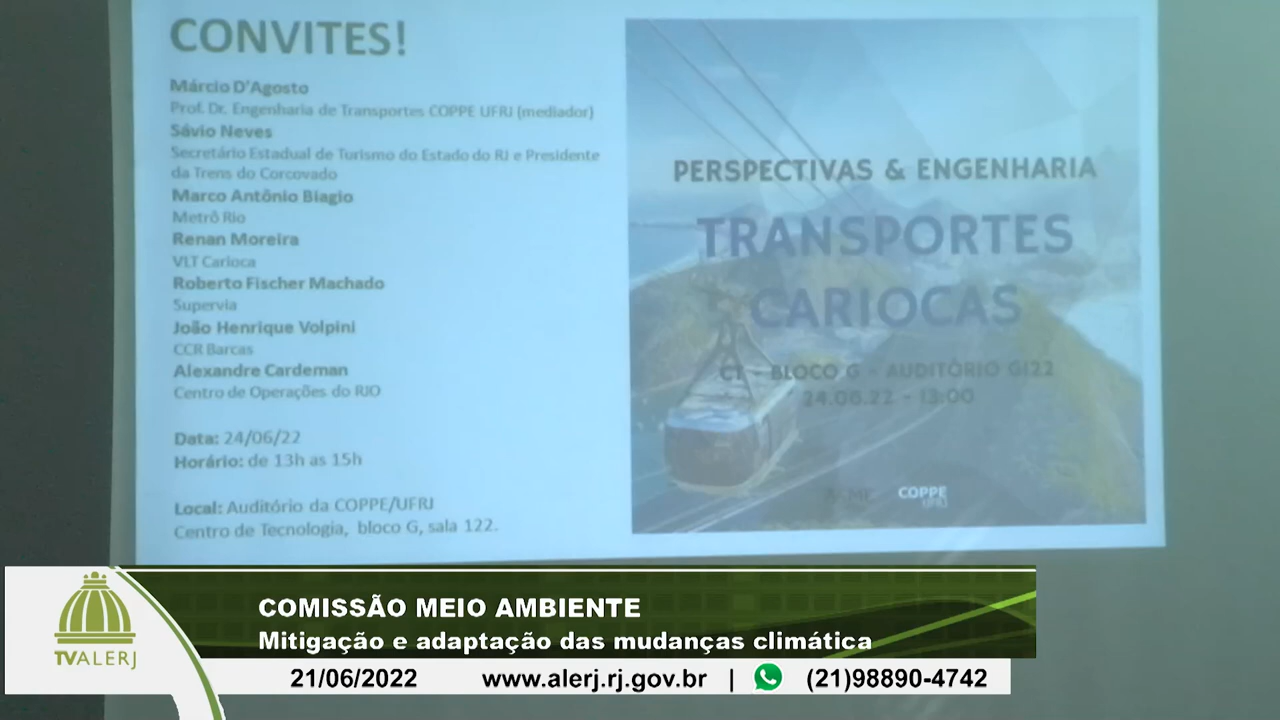 CONVITES!
Márcio D'Agosto
Prof. Dr. Engenharia de Transportes COPPE UFRJ (mediador)
Sávio Neves
Secretário Estadual de Turismo do Estado do RJ e Presidente
da Trens do Corcovado
Marco Antônio Biagio
Metrô Rio
Renan Moreira
VLT Carioca
Roberto Fischer Machado
Supervia
João Henrique Volpini
CCR Barcas
Alexandre Cardeman
Centro de Operações do RIO
Data: 24/06/22
Horário: de 13h as 15h
Local: Auditório da COPPE/UFRJ
Centro de Tecnologia, bloco G, sala 122.
PERSPECTIVAS & ENGENHARIA
TRANSPORTES
CARIOCAS
CT - BLOCO G - AUDITÓRIO G122
24.06.22 - 13:00
COPPE
UFRJ
COMISSÃO MEIO AMBIENTE
Mitigação e adaptação das mudanças climática
TVALERJ
21/06/2022 www.alerj.rj.gov.br | (21)98890-4742